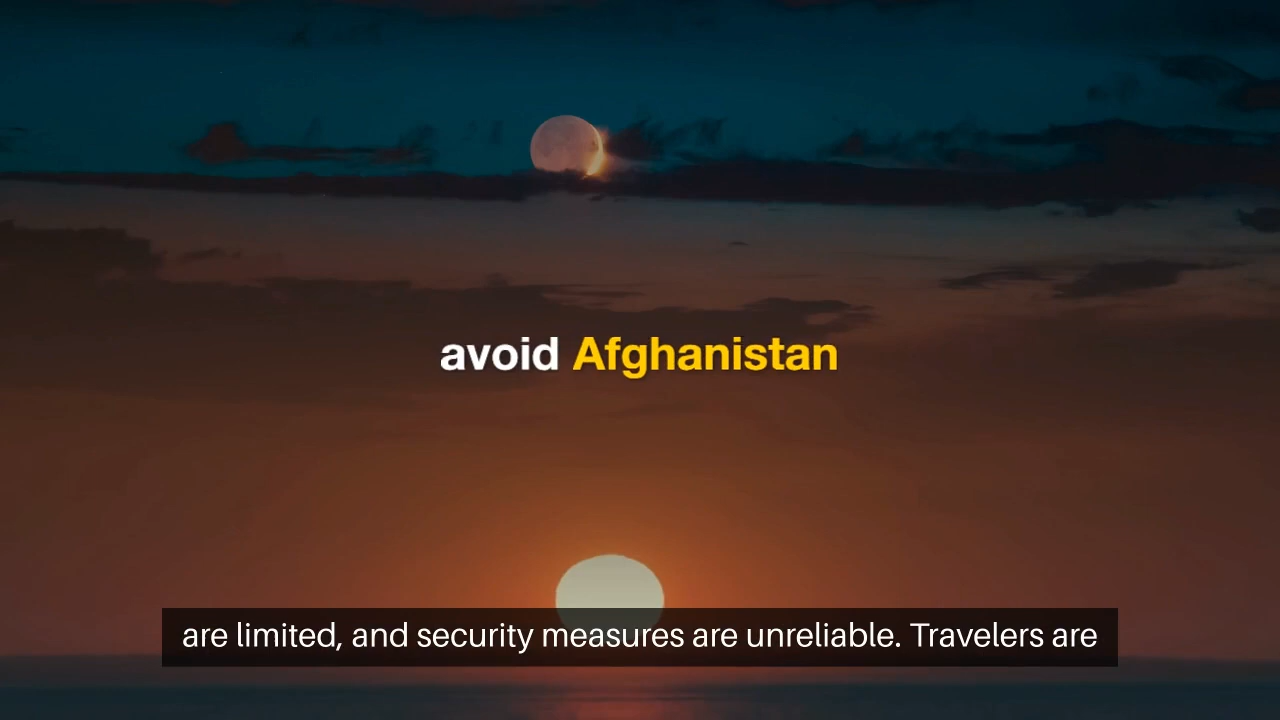 avoid Afghanistan
are limited, and security measures are unreliable. Travelers are